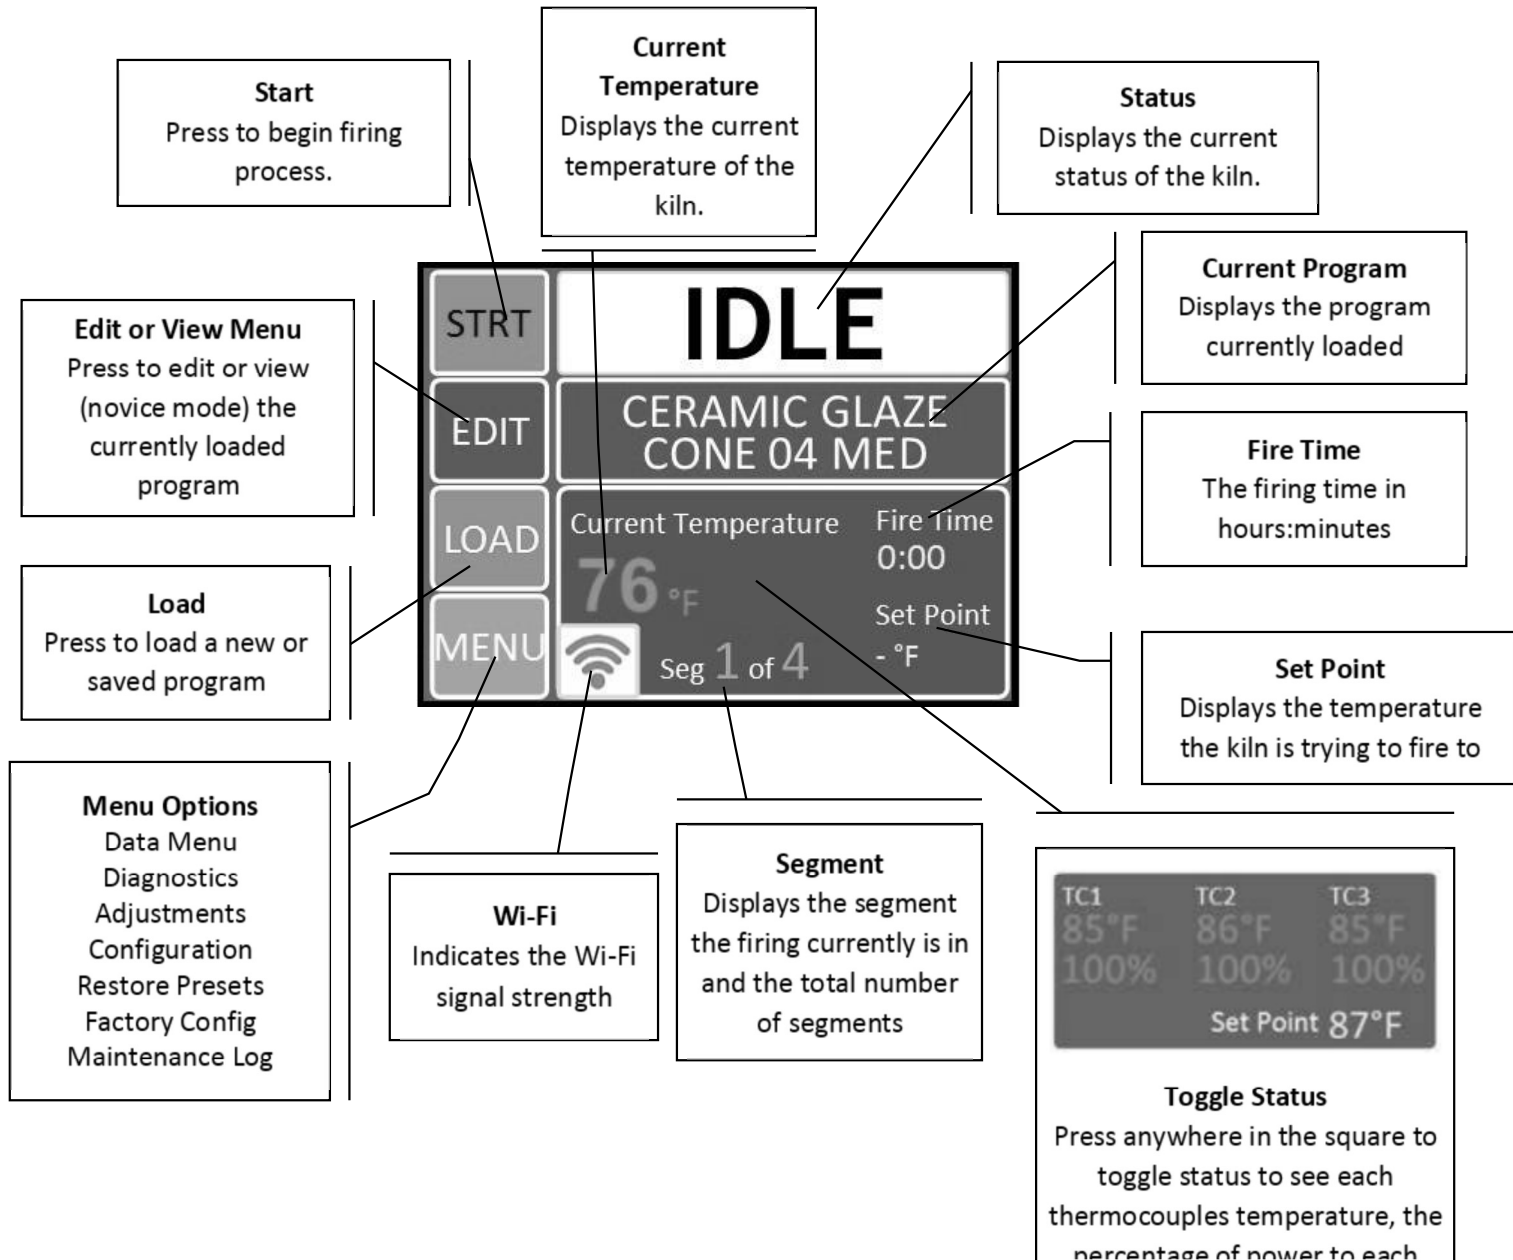 Current
Temperature
Displays the current
temperature of the
kiln.
Start
Press to begin firing
process.
Status
Displays the current
status of the kiln.
Current Program
Displays the program
currently loaded
Edit or View Menu
Press to edit or view
(novice mode) the
currently loaded
program
STRT
IDLE
EDIT
CERAMIC GLAZE
CONE 04 MED
Fire Time
The firing time in
hours:minutes
LOAD
Current Temperature
76 °F
Fire Time
0:00
Set Point
- °F
MENU
Seg 1 of 4
Load
Press to load a new or
saved program
Set Point
Displays the temperature
the kiln is trying to fire to
Menu Options
Data Menu
Diagnostics
Adjustments
Configuration
Restore Presets
Factory Config
Maintenance Log
Wi-Fi
Indicates the Wi-Fi
signal strength
Segment
Displays the segment
the firing currently is in
and the total number
of segments
TC1 TC2 TC3
85°F 86°F 85°F
100% 100% 100%
Set Point 87°F
Toggle Status
Press anywhere in the square to
toggle status to see each
thermocouples temperature, the
percentage of power to each